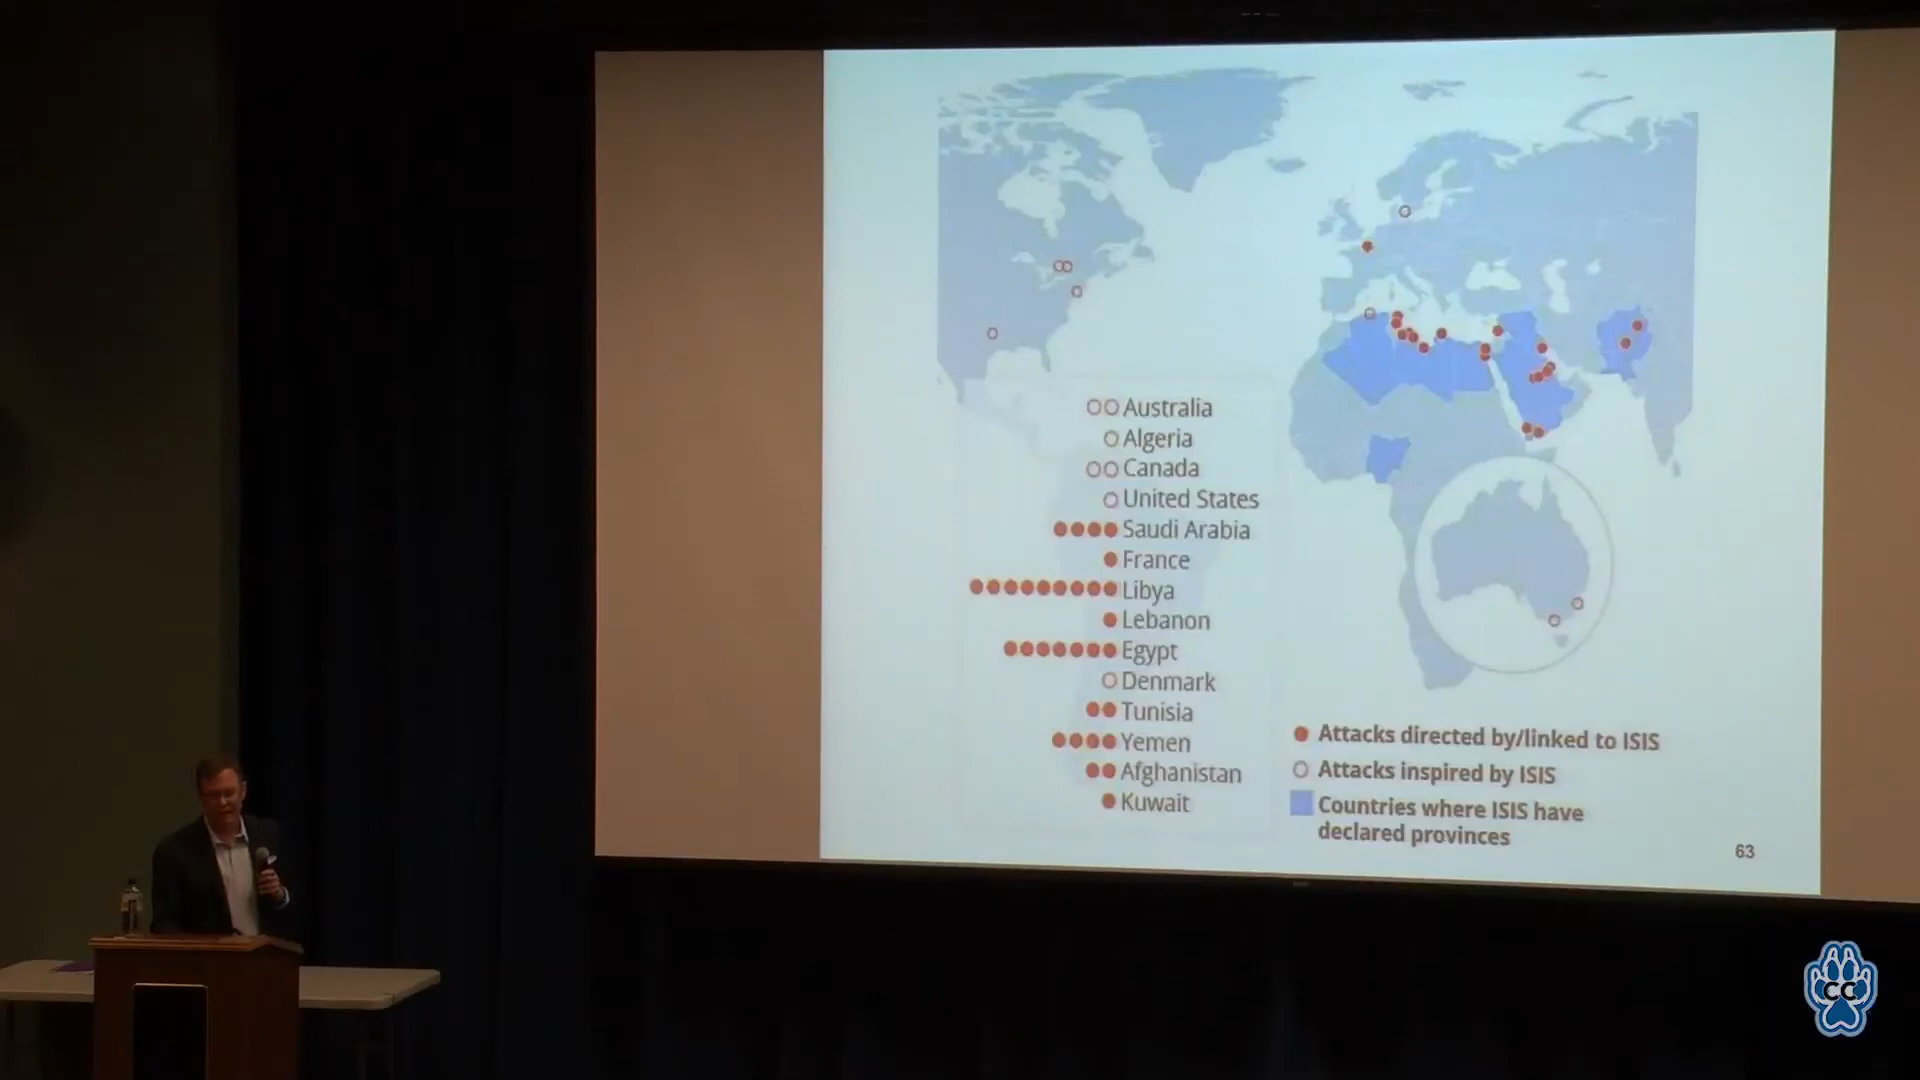 Australia
Algeria
Canada
United States
Saudi Arabia
France
Libya
Lebanon
Egypt
Denmark
Tunisia
Yemen
Afghanistan
Kuwait
Attacks directed by/linked to ISIS
Attacks inspired by ISIS
Countries where ISIS have
declared provinces
63
CC